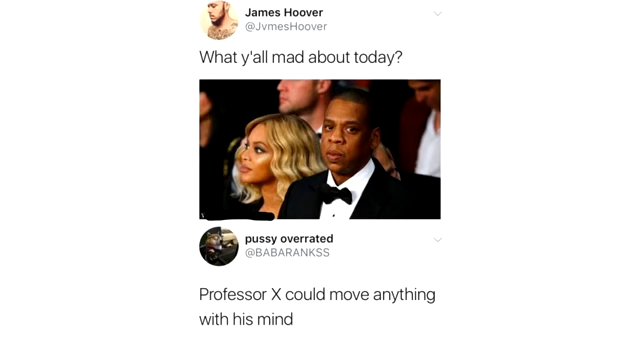 James Hoover
@JvmesHoover
What y'all mad about today?
pussy overrated
@BABARANKSS
Professor X could move anything
with his mind